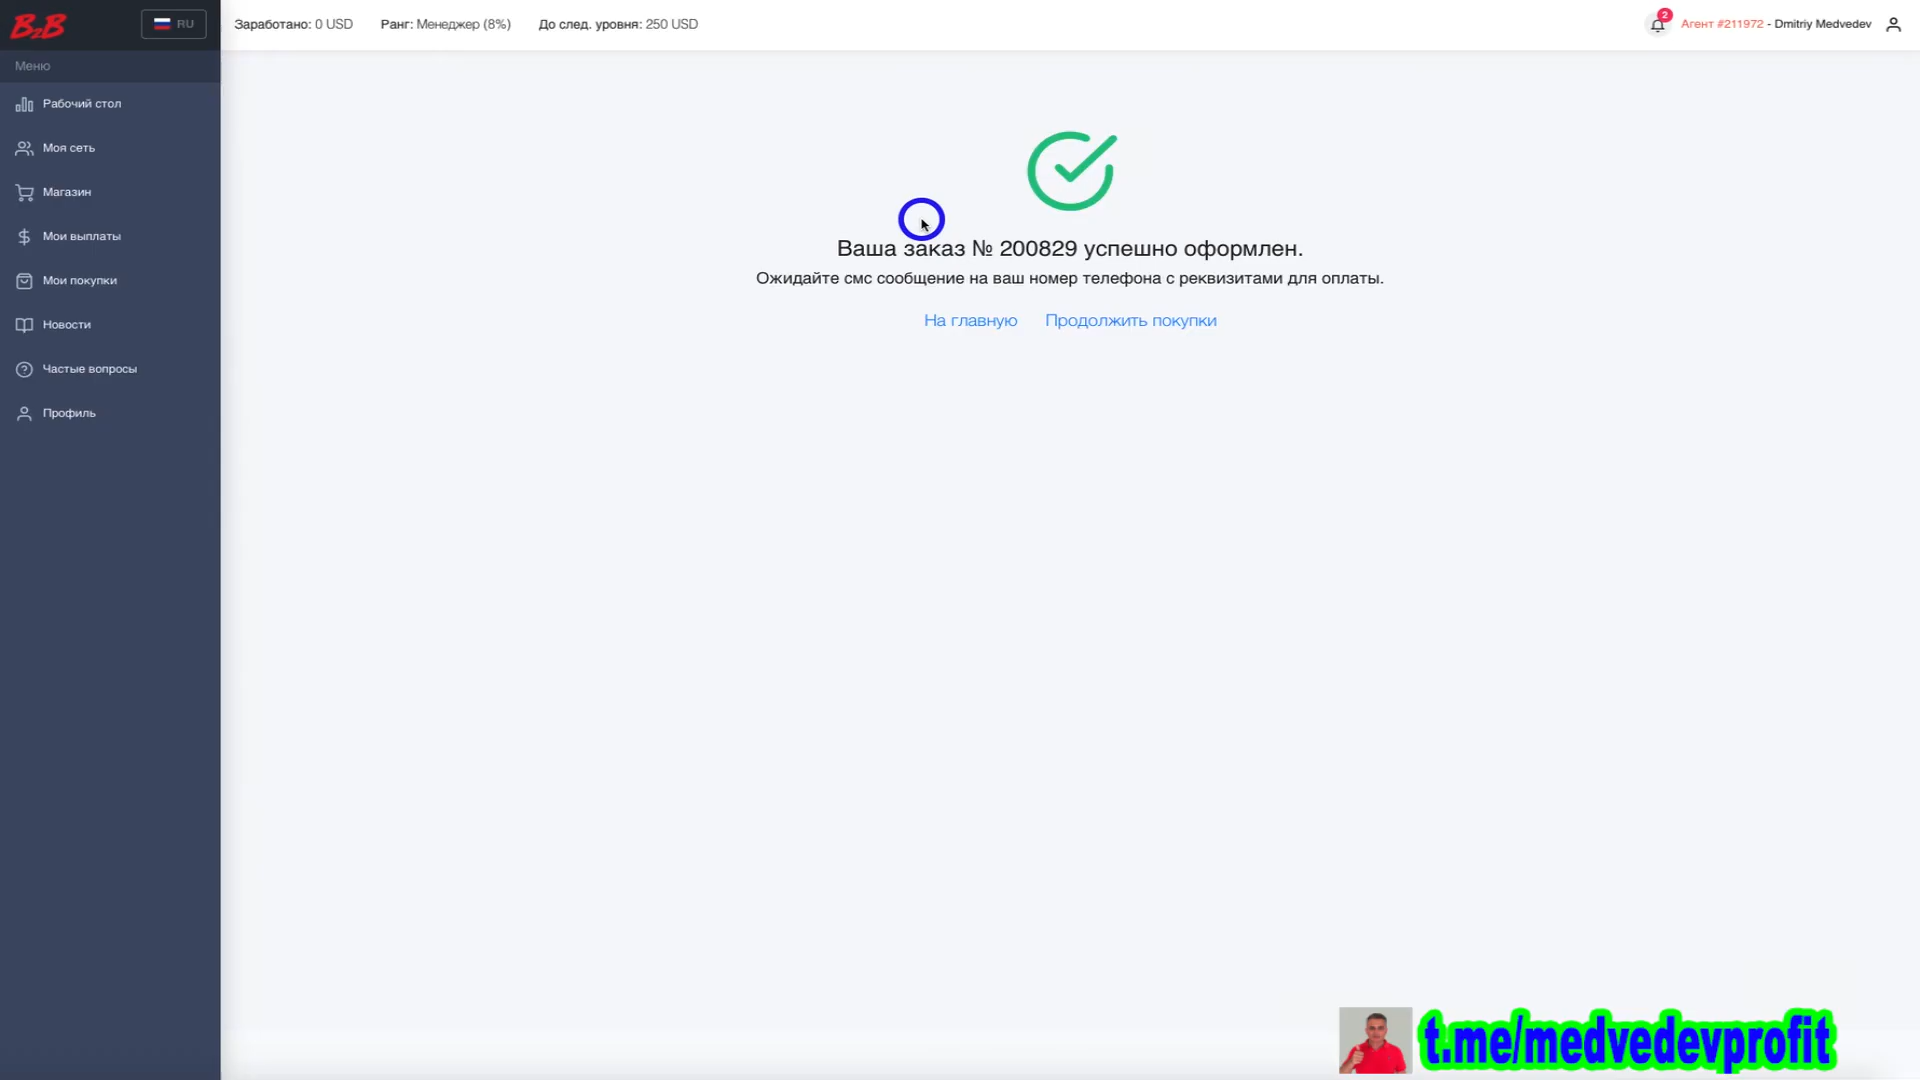 B2B
RU
Заработано: 0 USD
Ранг: Менеджер (8%)
До след. уровня: 250 USD
2
Агент #211972 - Dmitriy Medvedev
Меню
Рабочий стол
Моя сеть
Магазин
Мои выплаты
Мои покупки
Новости
Частые вопросы
Профиль
Ваша заказ № 200829 успешно оформлен.
Ожидайте смс сообщение на ваш номер телефона с реквизитами для оплаты.
На главную
Продолжить покупки
t.me/medvedevprofit